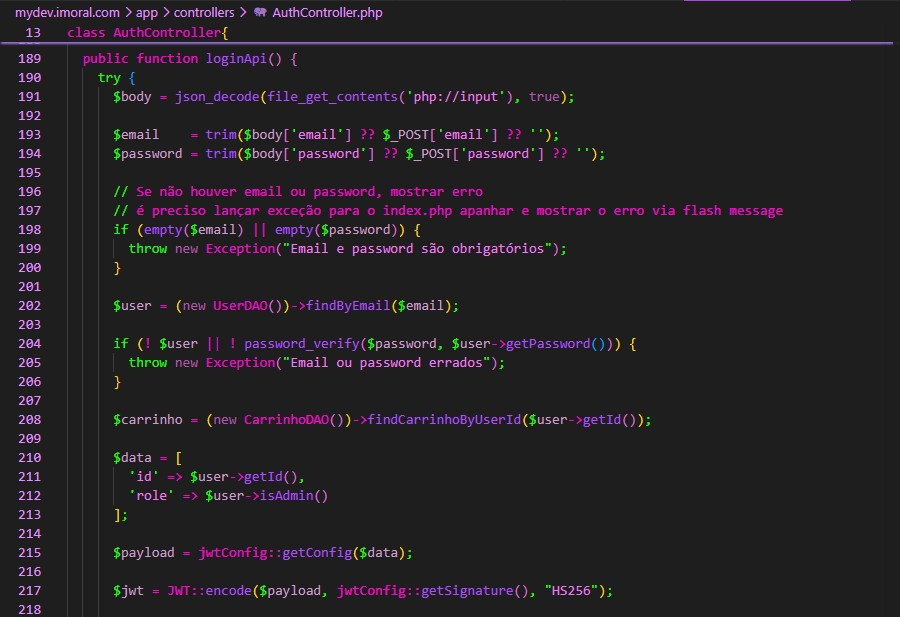 mydev.imoral.com > app > controllers > AuthController.php
13 class AuthController{
189 public function loginApi() {
190 try {
191 $body = json_decode(file_get_contents('php://input'), true);
192
193 $email    = trim($body['email'] ?? $_POST['email'] ?? '');
194 $password = trim($body['password'] ?? $_POST['password'] ?? '');
195
196 // Se não houver email ou password, mostrar erro
197 // é preciso lançar exceção para o index.php apanhar e mostrar o erro via flash message
198 if (empty($email) || empty($password)) {
199 throw new Exception("Email e password são obrigatórios");
200 }
201
202 $user = (new UserDAO())->findByEmail($email);
203
204 if (! $user || ! password_verify($password, $user->getPassword())) {
205 throw new Exception("Email ou password errados");
206 }
207
208 $carrinho = (new CarrinhoDAO())->findCarrinhoByUserId($user->getId());
209
210 $data = [
211 'id' => $user->getId(),
212 'role' => $user->isAdmin()
213 ];
214
215 $payload = jwtConfig::getConfig($data);
216
217 $jwt = JWT::encode($payload, jwtConfig::getSignature(), "HS256");
218